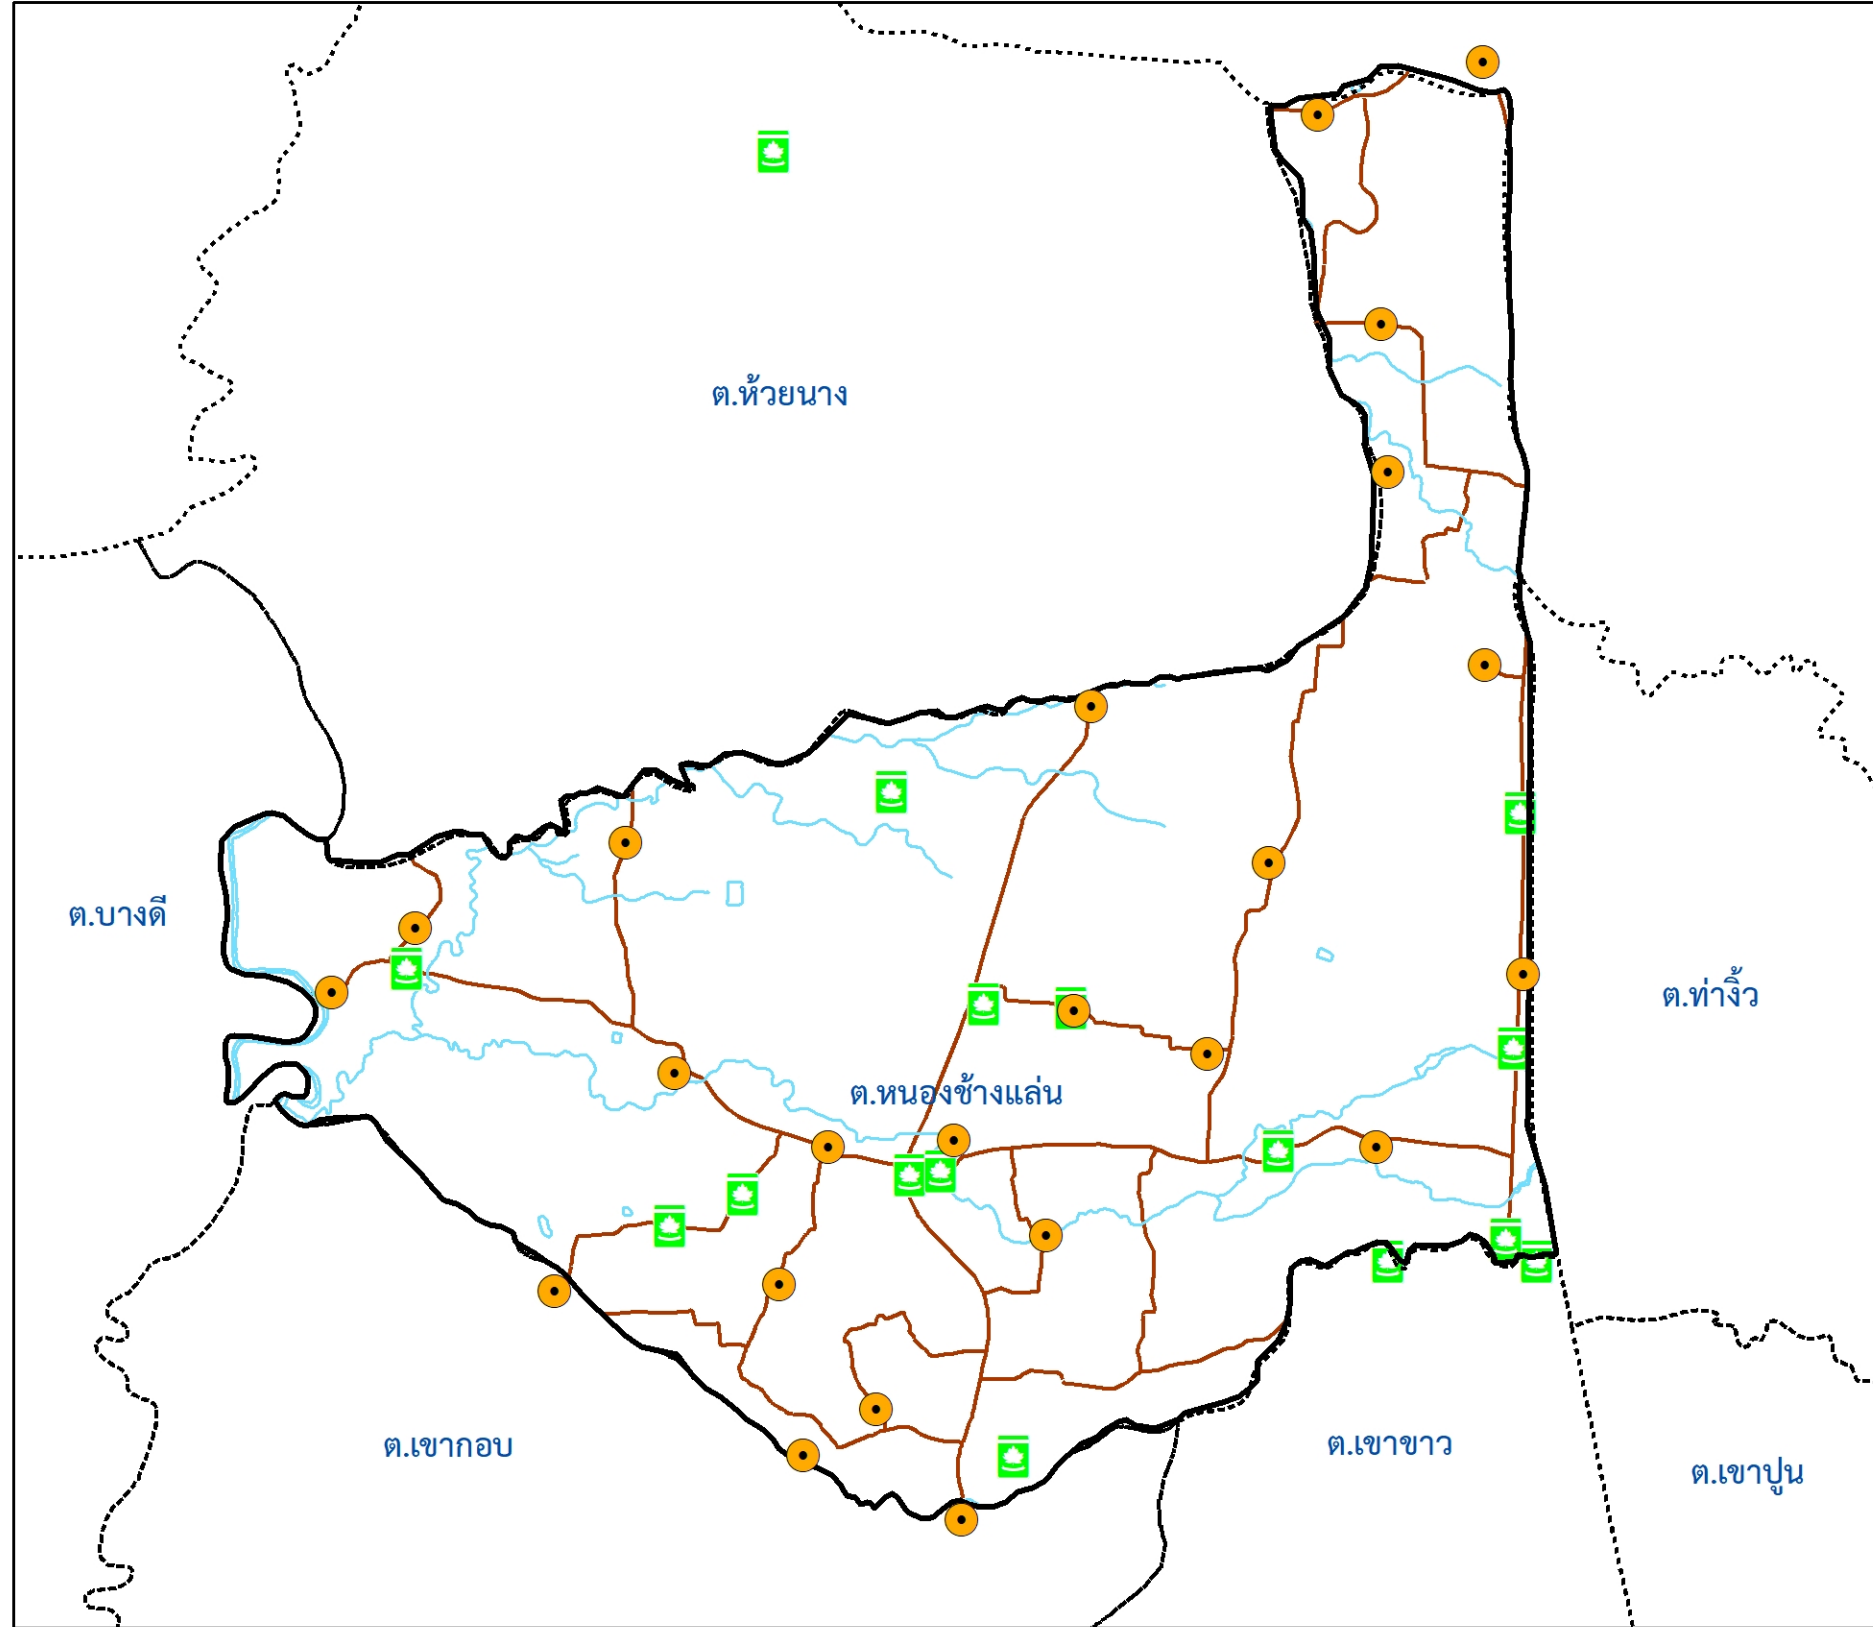 ต.ห้วยนาง
ต.บางดี
ต.ท่างิ้ว
ต.หนองช้างแล่น
ต.เขากอบ
ต.เขาขาว
ต.เขาปูน